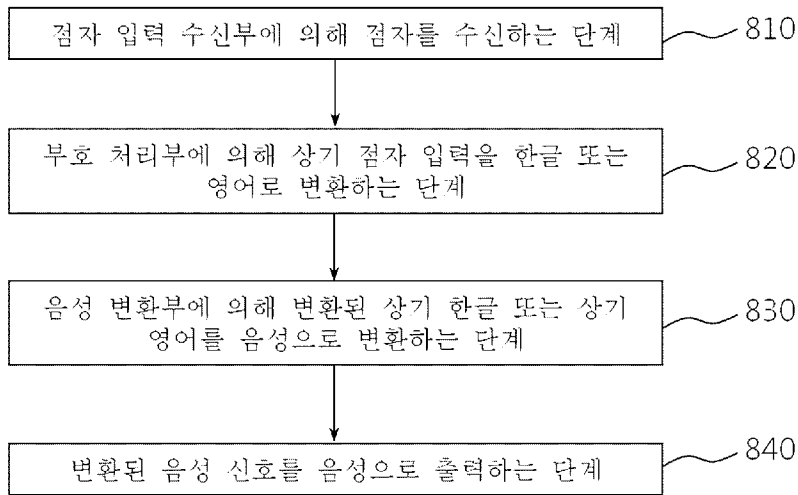 점자 입력 수신부에 의해 점자를 수신하는 단계
810
부호 처리부에 의해 상기 점자 입력을 한글 또는
영어로 변환하는 단계
820
음성 변환부에 의해 변환된 상기 한글 또는 상기
영어를 음성으로 변환하는 단계
830
변환된 음성 신호를 음성으로 출력하는 단계
840